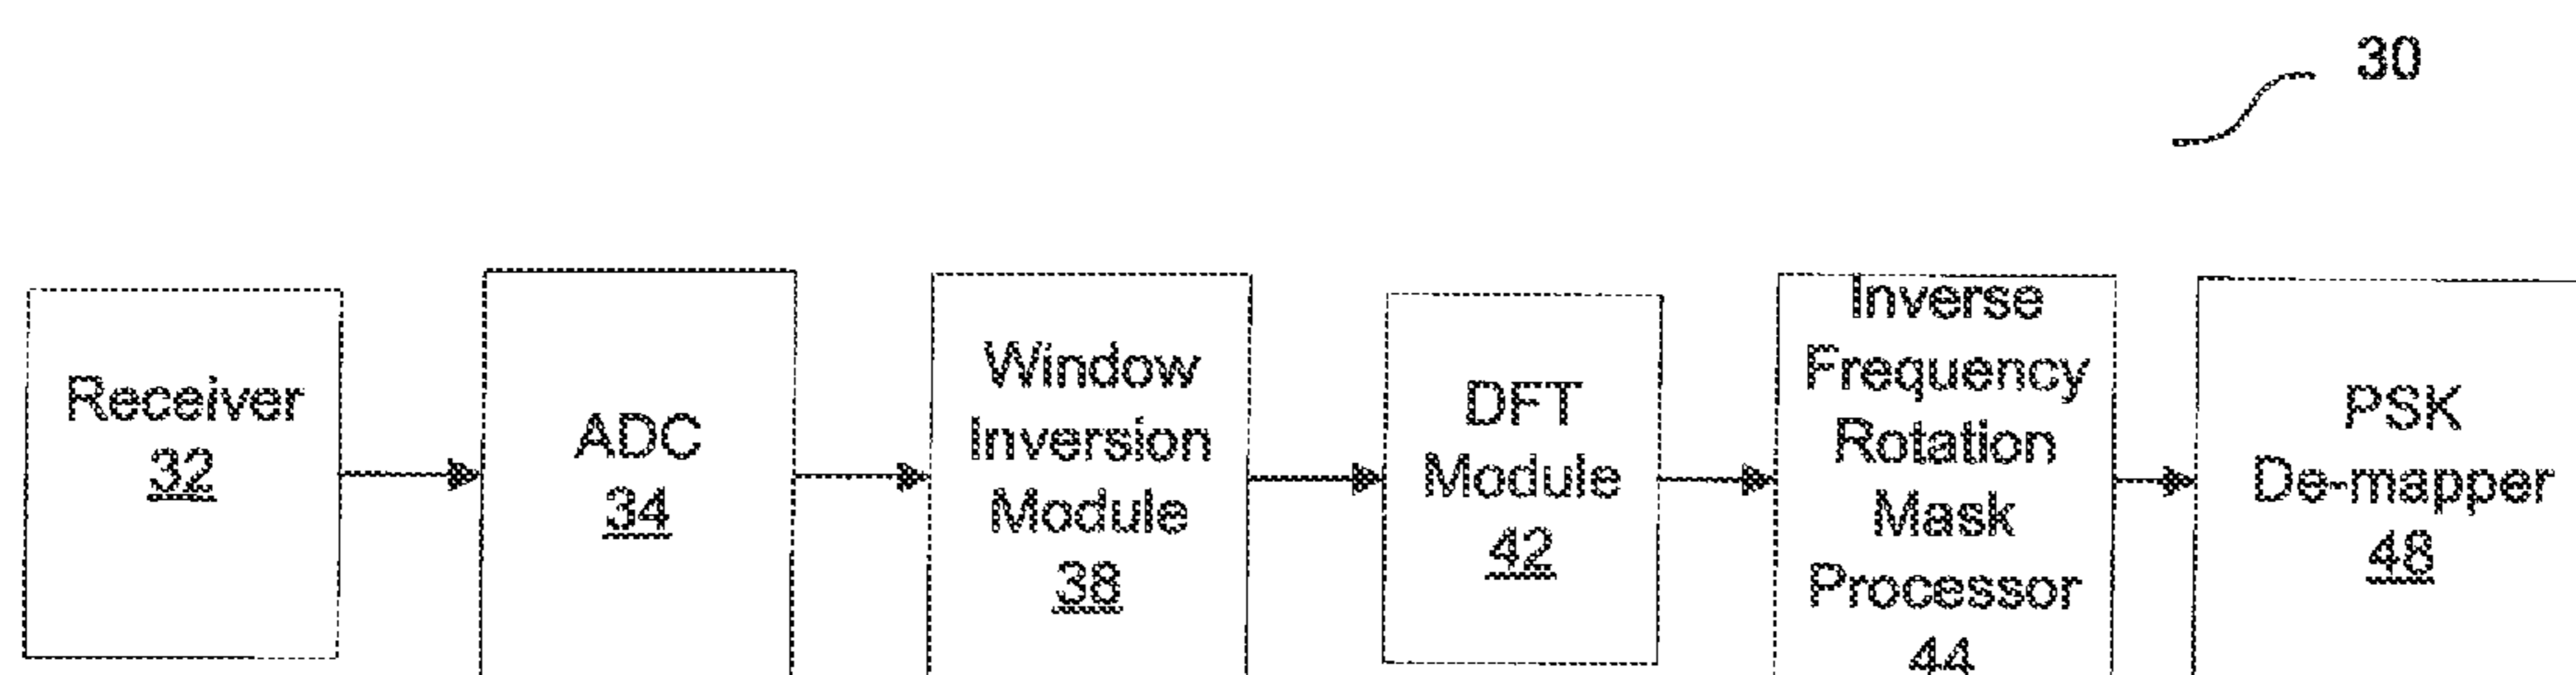 30
Receiver
32
ADC
34
Window
Inversion
Module
38
DFT
Module
42
Inverse
Frequency
Rotation
Mask
Processor
44
PSK
De-mapper
48